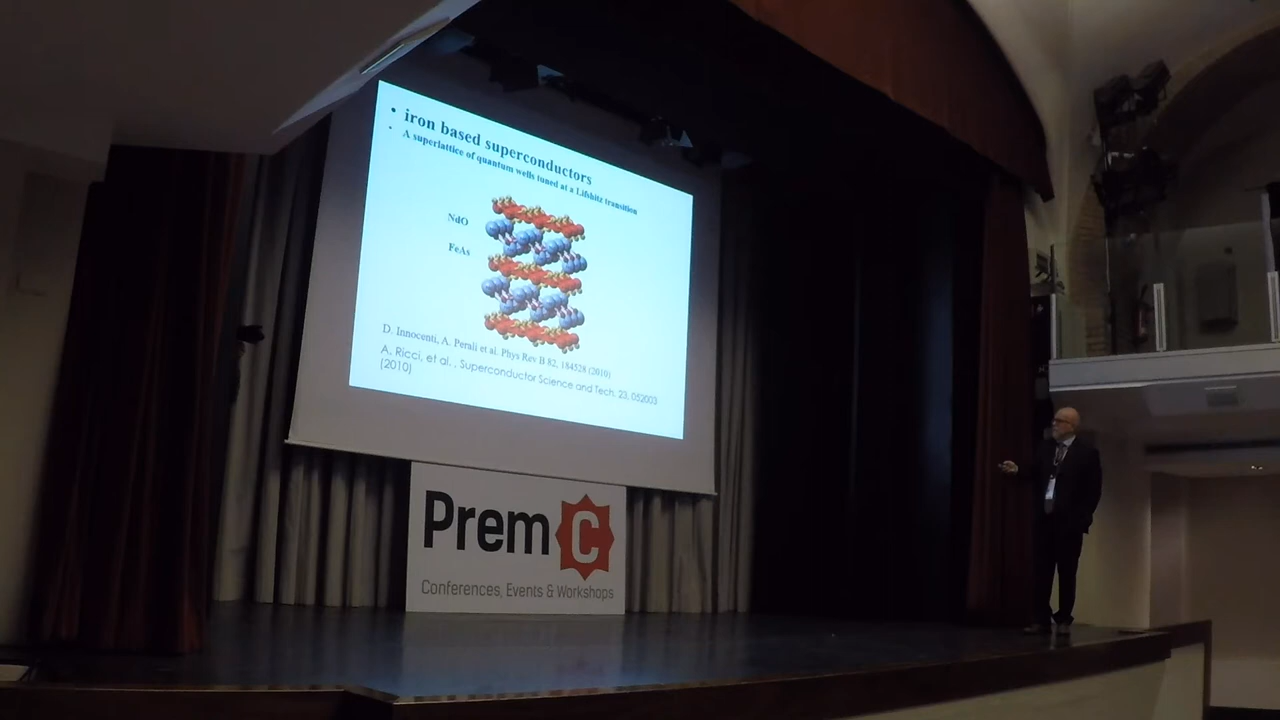 • iron based superconductors
• A superlattice of quantum wells tuned at a Lifshitz transition
NdO
FeAs
D. Innocenti, A. Perali et al. Phys Rev B 82, 184528 (2010)
A. Ricci, et al. , Superconductor Science and Tech. 23, 052003
(2010)
Prem C
Conferences, Events & Workshops